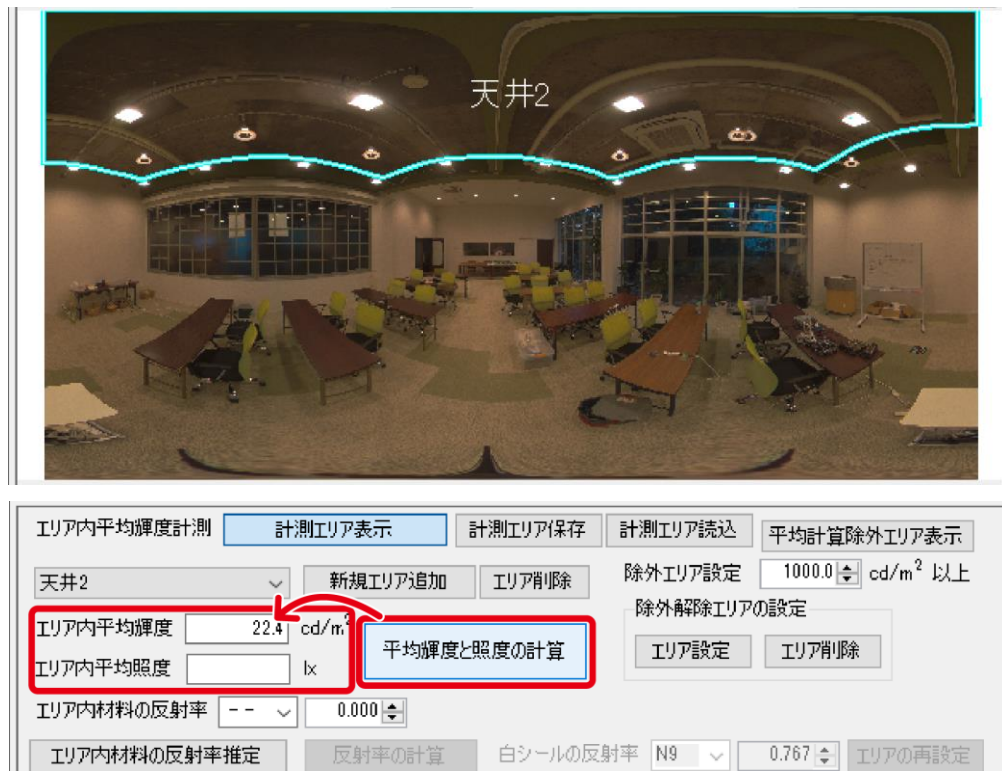 天井2
エリア内平均輝度計測 計測エリア表示 計測エリア保存 計測エリア読込 平均計算除外エリア表示
天井2 新規エリア追加 エリア削除 除外エリア設定 1000.0 cd/m² 以上
除外解除エリアの設定
エリア内平均輝度 22.4 cd/m² 平均輝度と照度の計算 エリア設定 エリア削除
エリア内平均照度 lx
エリア内材料の反射率 -- 0.000
エリア内材料の反射率推定 反射率の計算 白シールの反射率 N9 0.767 エリアの再設定